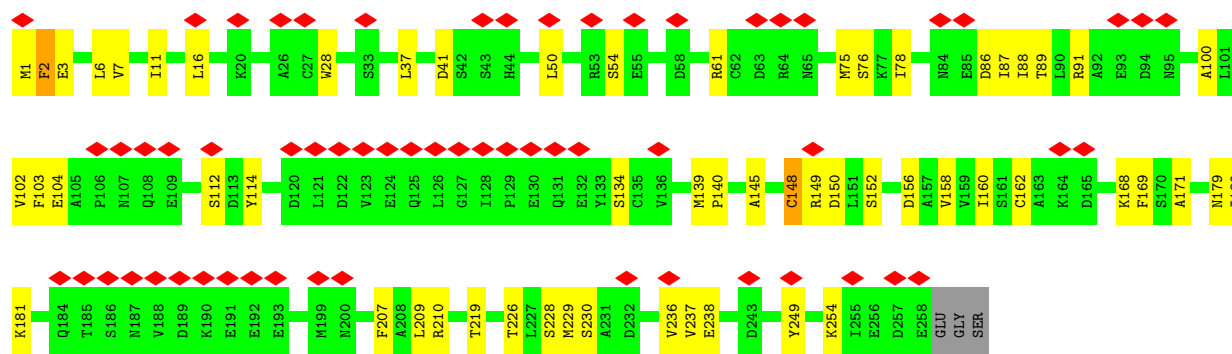 M1 F2 E3 L6 V7 I11 L16 K20 A26 C27 W28 S33 L37 D41 S42 S43 H44 L50 R53 S54 E55 D58 R61 C62 D63 R64 N65 M75 S76 K77 I78 N84 E85 D86 I87 I88 T89 L90 R91 A92 E93 D94 N95 A100 L101
V102 F103 E104 A105 P106 N107 Q108 E109 S112 D113 Y114 D120 L121 D122 V123 E124 Q125 L126 G127 I128 P129 E130 Q131 E132 Y133 S134 C135 V136 M139 P140 A145 C148 R149 D150 L151 S152 D156 A157 V158 V159 I160 S161 C162 A163 K164 D165 K168 F169 S170 A171 N179
K181 Q184 T185 S186 N187 V188 D189 K190 E191 E192 E193 M199 N200 F207 A208 L209 R210 T219 T226 L227 S228 M229 S230 A231 D232 V236 V237 E238 D243 Y249 K254 I255 E256 D257 E258 GLU GLY SER